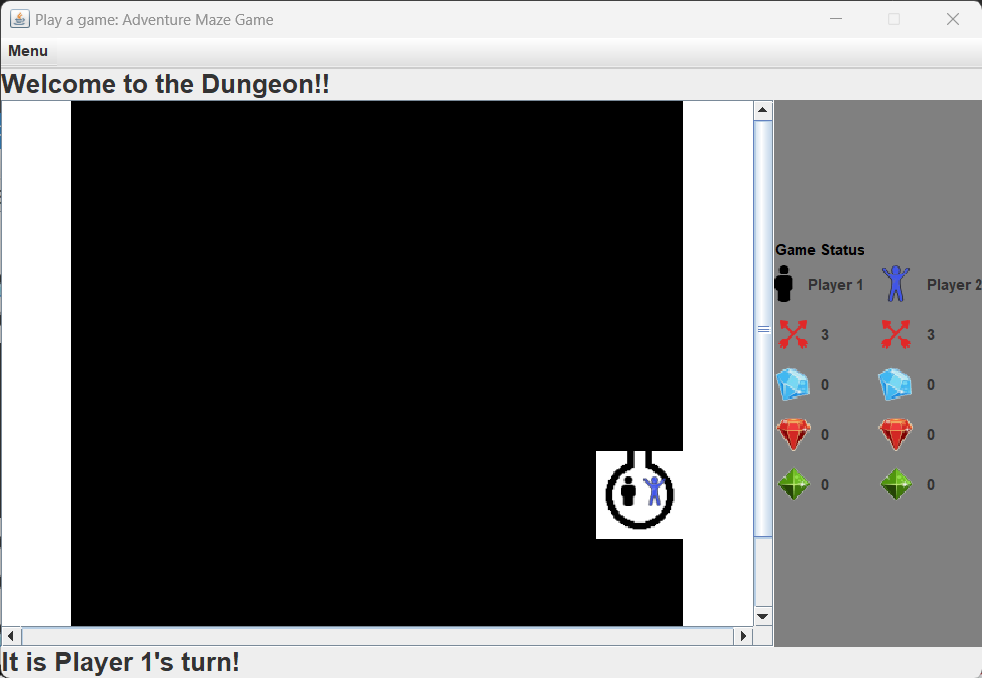 Play a game: Adventure Maze Game
Menu
Welcome to the Dungeon!!
Game Status
Player 1 Player 2
3 3
0 0
0 0
0 0
It is Player 1's turn!